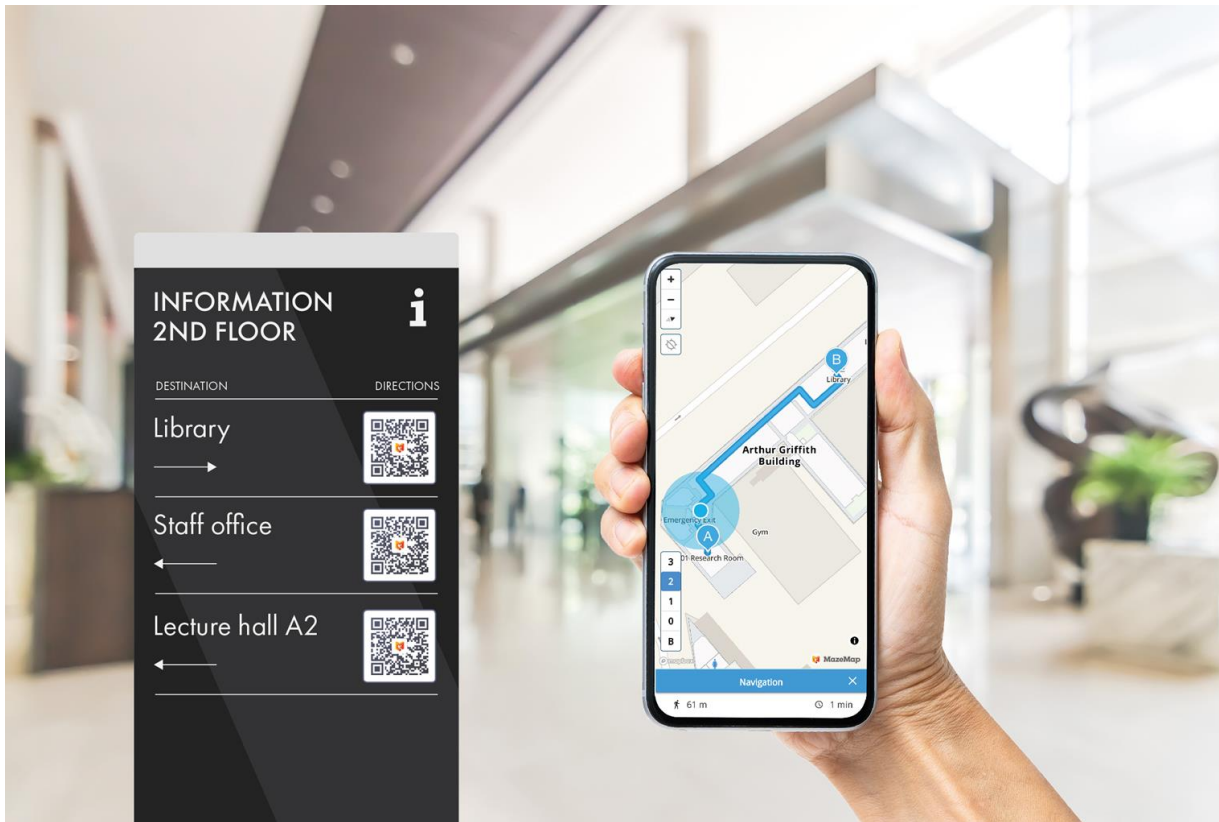 INFORMATION
2ND FLOOR
i
DESTINATION DIRECTIONS
Library
Staff office
Lecture hall A2
+
−
B
Library
Arthur Griffith
Building
Emergency Exit
A
Gym
01 Research Room
3
2
1
0
B
MazeMap
Navigation ×
61 m 1 min